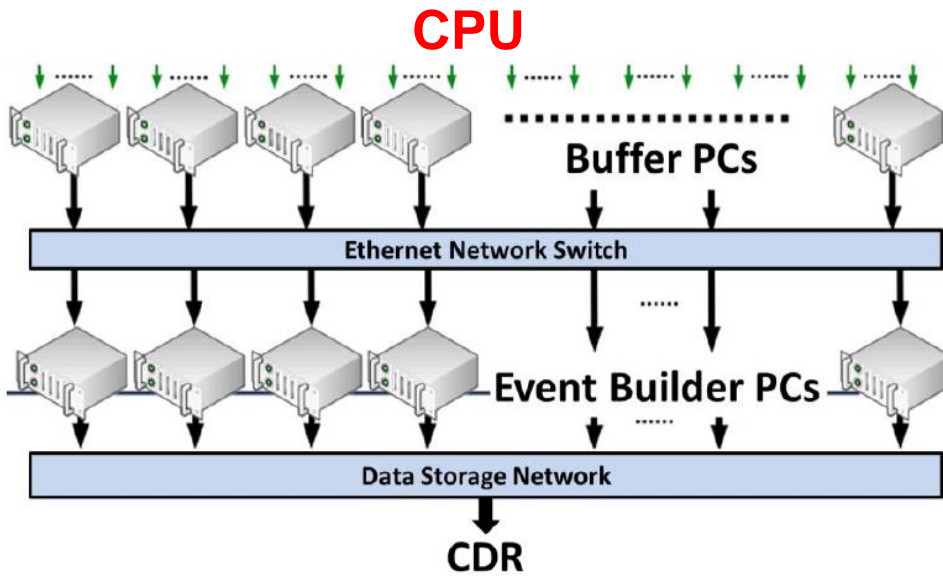 CPU
Buffer PCs
Ethernet Network Switch
Event Builder PCs
Data Storage Network
CDR